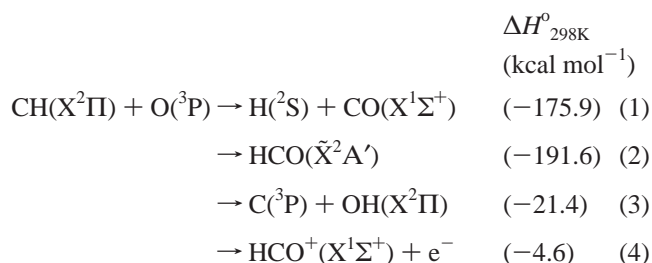 ΔH°298K
(kcal mol⁻¹)
CH(X²Π) + O(³P) → H(²S) + CO(X¹Σ⁺) (−175.9) (1)
→ HCO(X̃²A′) (−191.6) (2)
→ C(³P) + OH(X²Π) (−21.4) (3)
→ HCO⁺(X¹Σ⁺) + e⁻ (−4.6) (4)